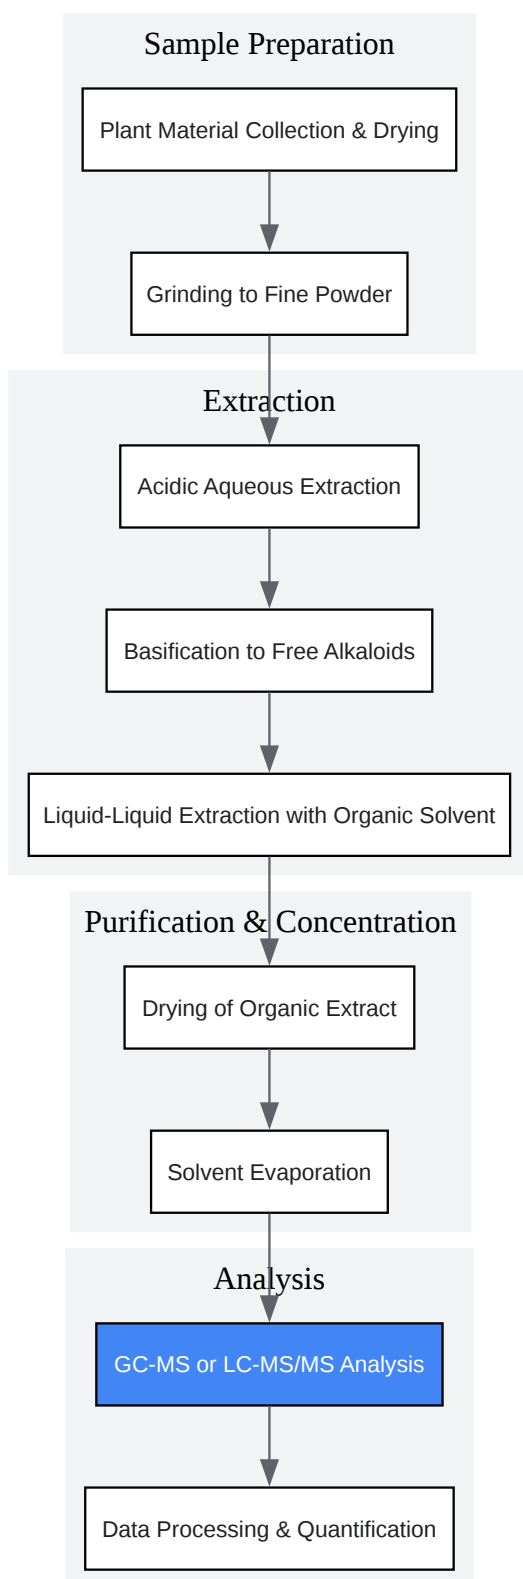 Sample Preparation
Plant Material Collection & Drying
Grinding to Fine Powder
Extraction
Acidic Aqueous Extraction
Basification to Free Alkaloids
Liquid-Liquid Extraction with Organic Solvent
Purification & Concentration
Drying of Organic Extract
Solvent Evaporation
Analysis
GC-MS or LC-MS/MS Analysis
Data Processing & Quantification